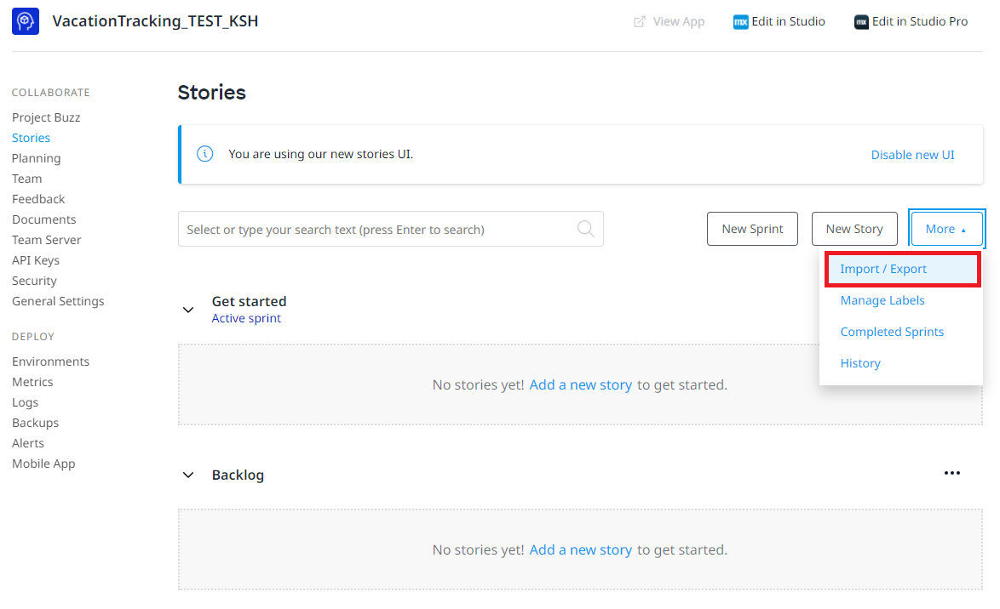 VacationTracking_TEST_KSH
View App
mx Edit in Studio
mx Edit in Studio Pro
COLLABORATE
Project Buzz
Stories
Planning
Team
Feedback
Documents
Team Server
API Keys
Security
General Settings
DEPLOY
Environments
Metrics
Logs
Backups
Alerts
Mobile App
Stories
You are using our new stories UI.
Disable new UI
Select or type your search text (press Enter to search)
New Sprint
New Story
More
Import / Export
Manage Labels
Completed Sprints
History
Get started
Active sprint
No stories yet! Add a new story to get started.
Backlog
No stories yet! Add a new story to get started.